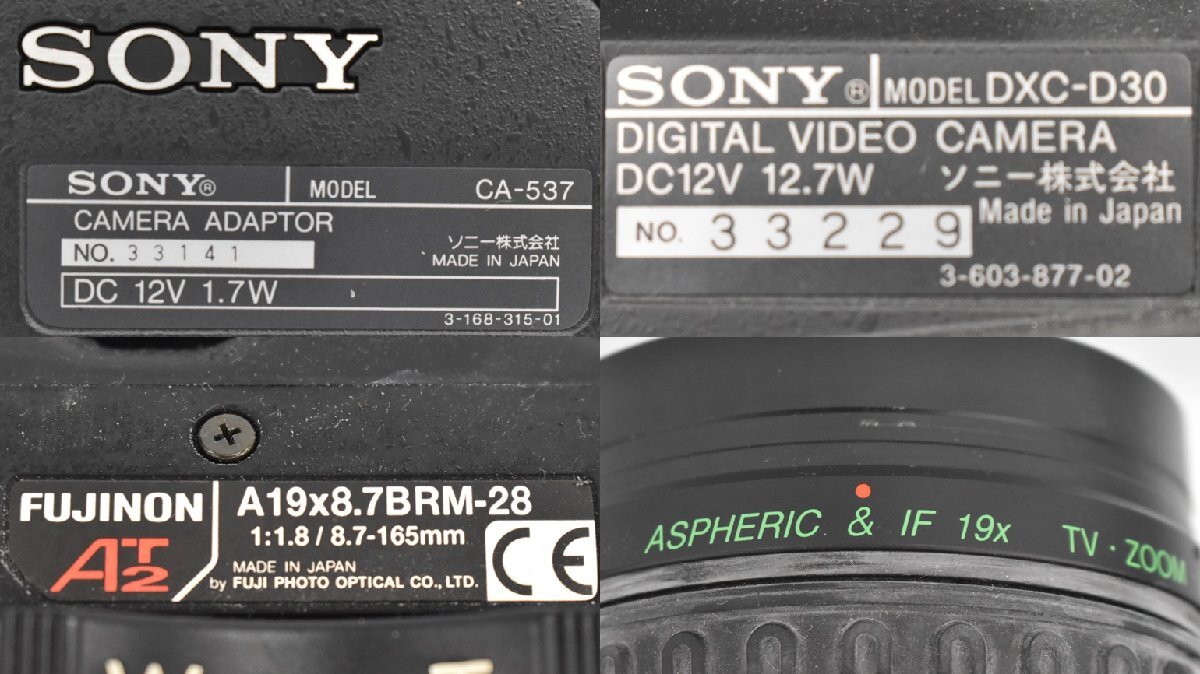 SONY
SONY® MODEL CA-537
CAMERA ADAPTOR
NO. 33141
ソニー株式会社
MADE IN JAPAN
DC 12V 1.7W
3-168-315-01
SONY® MODEL DXC-D30
DIGITAL VIDEO CAMERA
DC12V 12.7W ソニー株式会社
Made in Japan
NO. 33229
3-603-877-02
FUJINON A19x8.7BRM-28
AT2 1:1.8 / 8.7-165mm
CE
MADE IN JAPAN
by FUJI PHOTO OPTICAL CO., LTD.
W T
ASPHERIC & IF 19x TV · ZOOM